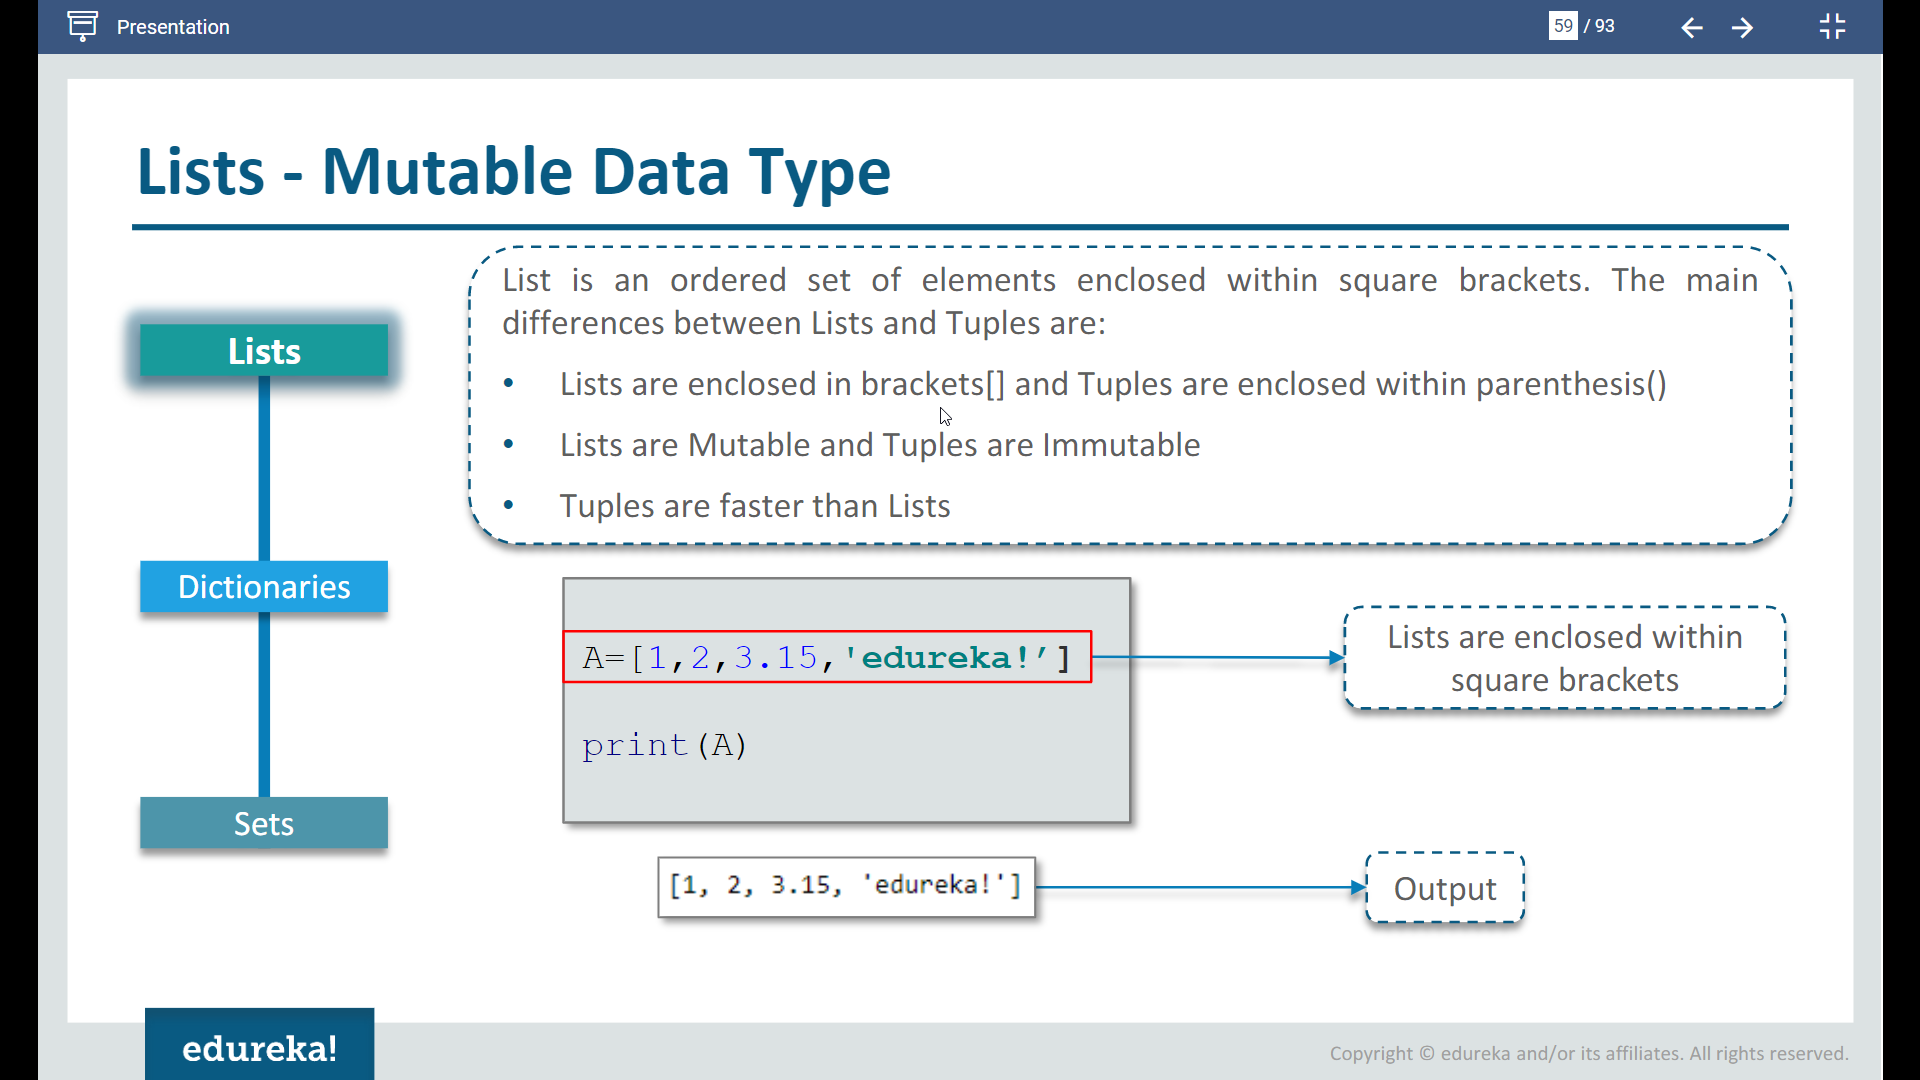 Presentation
59 / 93
Lists - Mutable Data Type
List is an ordered set of elements enclosed within square brackets. The main
differences between Lists and Tuples are:
• Lists are enclosed in brackets[] and Tuples are enclosed within parenthesis()
• Lists are Mutable and Tuples are Immutable
• Tuples are faster than Lists
Lists
Dictionaries
Sets
A=[1,2,3.15,'edureka!’]
print(A)
Lists are enclosed within
square brackets
[1, 2, 3.15, 'edureka!']
Output
edureka!
Copyright © edureka and/or its affiliates. All rights reserved.